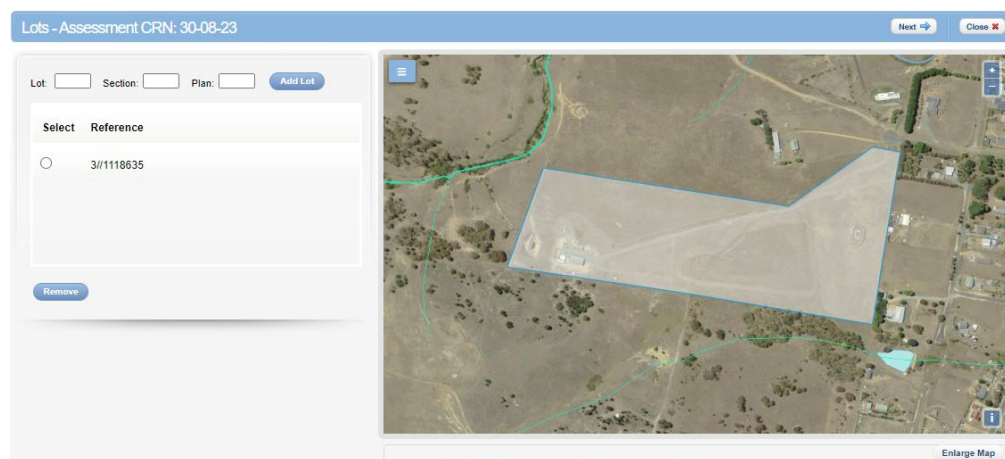 Lots - Assessment CRN: 30-08-23
Next
Close
Lot:
Section:
Plan:
Add Lot
Select Reference
3//1118635
Remove
+
-
i
Enlarge Map